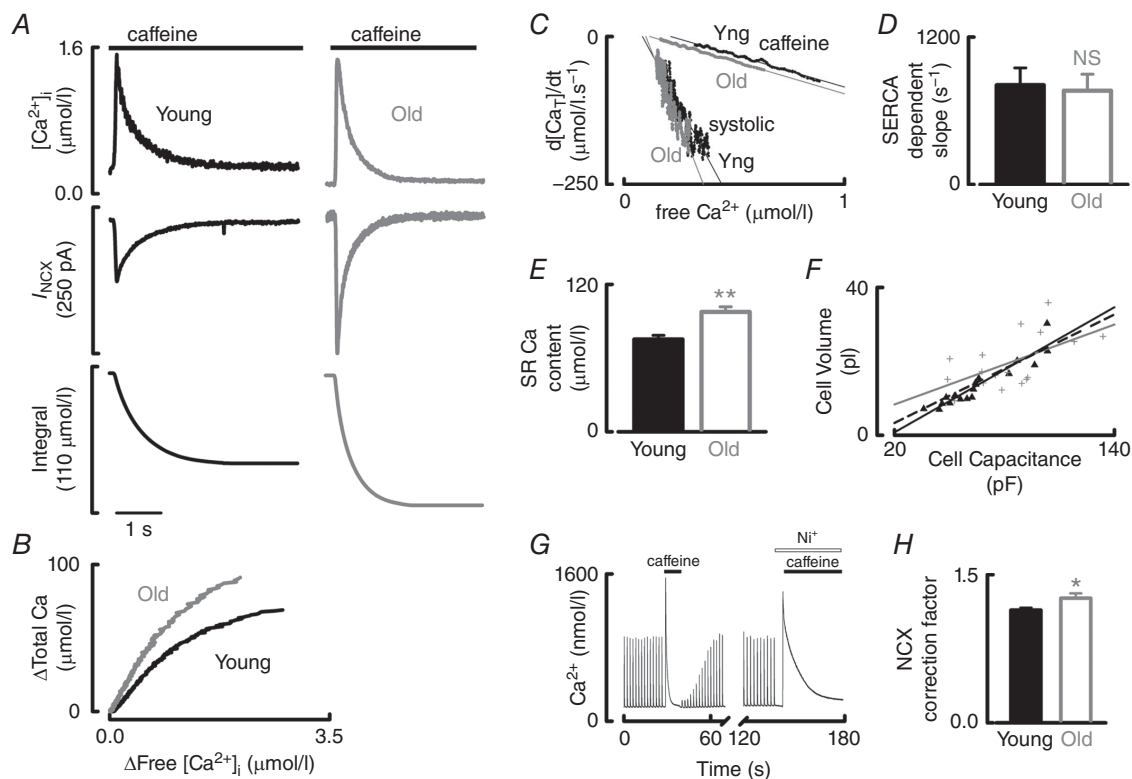 A
caffeine
caffeine
1.6
[Ca2+]i
(μmol/l)
0.0
Young
Old
INCX
(250 pA)
Integral
(110 μmol/l)
1 s
B
100
ΔTotal Ca
(μmol/l)
0
Old
Young
0.0
3.5
ΔFree [Ca2+]i (μmol/l)
C
0
d[CaT]/dt
(μmol/l.s−1)
−250
Yng
caffeine
Old
systolic
Old
Yng
0
1
free Ca2+ (μmol/l)
D
1200
SERCA
dependent
slope (s−1)
0
NS
Young
Old
E
120
SR Ca
content
(μmol/l)
0
**
Young
Old
F
40
Cell Volume
(pl)
0
20
140
Cell Capacitance
(pF)
G
Ni+
caffeine
caffeine
1600
Ca2+ (nmol/l)
0
0
60
120
180
Time (s)
H
1.5
NCX
correction factor
0.0
*
Young
Old